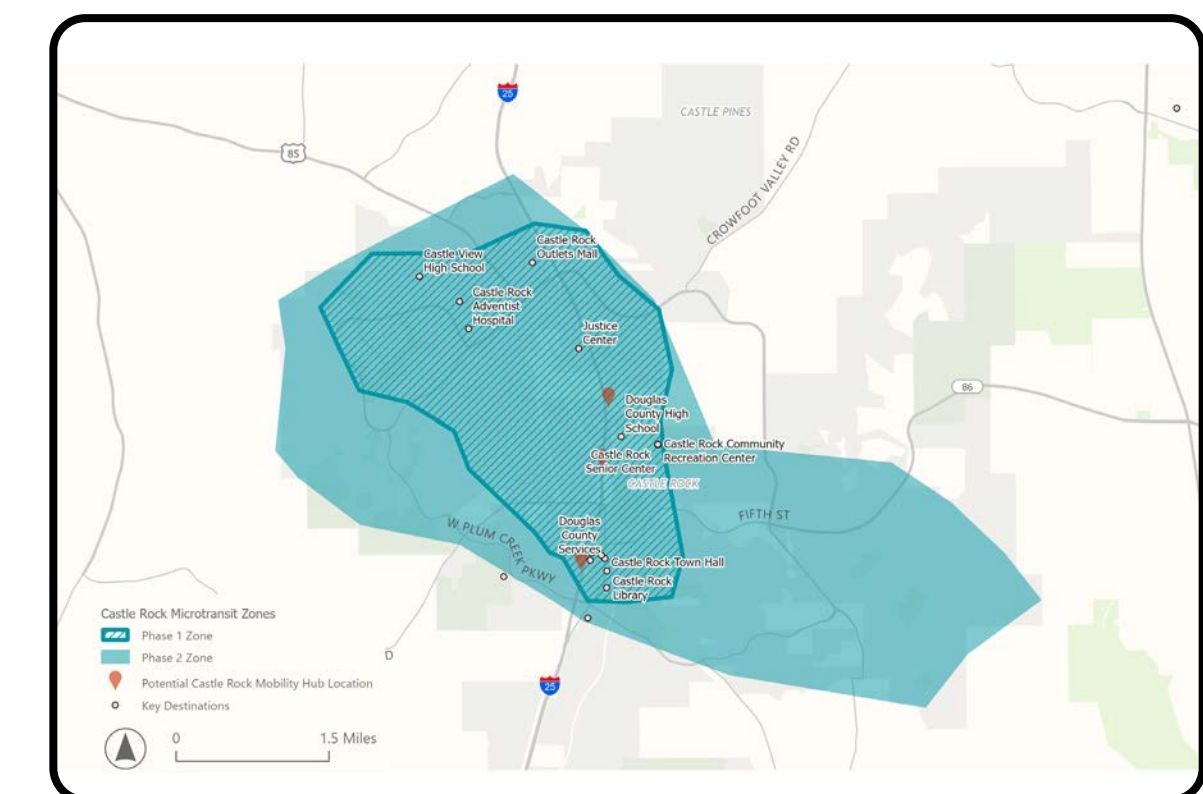 25
CASTLE PINES
85
CROWFOOT VALLEY RD
Castle Rock
Outlets Mall
Castle View
High School
Castle Rock
Adventist
Hospital
Justice
Center
86
Douglas
County High
School
Castle Rock Community
Recreation Center
Castle Rock
Senior Center
CASTLE ROCK
FIFTH ST
W PLUM CREEK PKWY
Douglas
County
Services
Castle Rock Town Hall
Castle Rock
Library
D
25
Castle Rock Microtransit Zones
Phase 1 Zone
Phase 2 Zone
Potential Castle Rock Mobility Hub Location
Key Destinations
0 1.5 Miles